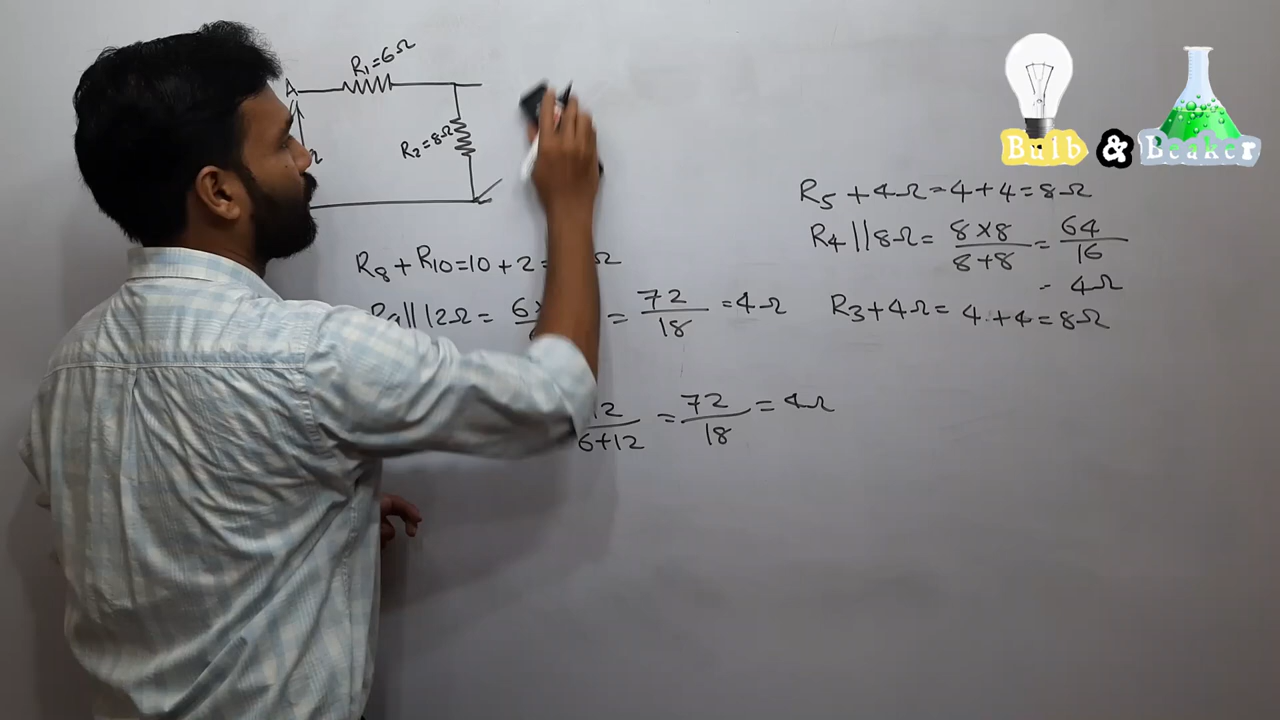 Bulb & Beaker
A
R₁=6Ω
R₂=8Ω
Ω
R₅ + 4Ω = 4 + 4 = 8Ω
R₄ || 8Ω = 8×8/8+8 = 64/16
= 4Ω
R₃ + 4Ω = 4 + 4 = 8Ω
R₈ + R₁₀ = 10 + 2 = Ω
|| 12Ω = 6× = 72/18 = 4Ω
12/6+12 = 72/18 = 4Ω